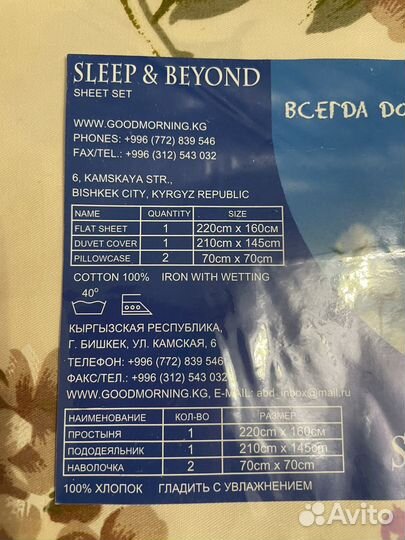 SLEEP & BEYOND
SHEET SET
ВСЕГДА ДО
WWW.GOODMORNING.KG
PHONES: +996 (772) 839 546
FAX/TEL.: +996 (312) 543 032
6, KAMSKAYA STR.,
BISHKEK CITY, KYRGYZ REPUBLIC
NAME QUANTITY SIZE
FLAT SHEET 1 220cm x 160см
DUVET COVER 1 210cm x 145cm
PILLOWCASE 2 70cm x 70cm
COTTON 100% IRON WITH WETTING
40°
КЫРГЫЗСКАЯ РЕСПУБЛИКА,
Г. БИШКЕК, УЛ. КАМСКАЯ, 6
ТЕЛЕФОН: +996 (772) 839 546
ФАКС/ТЕЛ.: +996 (312) 543 032
WWW.GOODMORNING.KG, E-MAIL: abd_inbox@mail.ru
НАИМЕНОВАНИЕ КОЛ-ВО РАЗМЕР
ПРОСТЫНЯ 1 220cm x 160см
ПОДОДЕЯЛЬНИК 1 210cm x 145cm
НАВОЛОЧКА 2 70cm x 70cm
S
100% ХЛОПОК ГЛАДИТЬ С УВЛАЖНЕНИЕМ
Avito